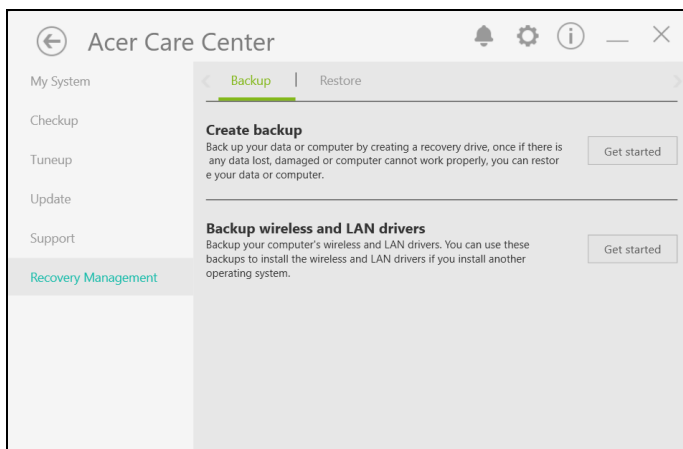 Acer Care Center
My System
Checkup
Tuneup
Update
Support
Recovery Management
Backup | Restore
Create backup
Back up your data or computer by creating a recovery drive, once if there is
any data lost, damaged or computer cannot work properly, you can restor
e your data or computer.
Get started
Backup wireless and LAN drivers
Backup your computer's wireless and LAN drivers. You can use these
backups to install the wireless and LAN drivers if you install another
operating system.
Get started